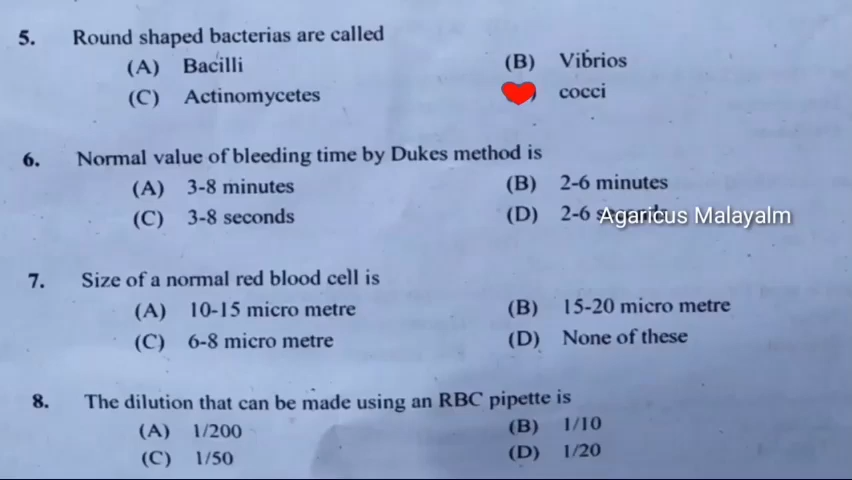 5. Round shaped bacterias are called
(A) Bacilli (B) Vibrios
(C) Actinomycetes ) cocci
6. Normal value of bleeding time by Dukes method is
(A) 3-8 minutes (B) 2-6 minutes
(C) 3-8 seconds (D) 2-6
Agaricus Malayalm
7. Size of a normal red blood cell is
(A) 10-15 micro metre (B) 15-20 micro metre
(C) 6-8 micro metre (D) None of these
8. The dilution that can be made using an RBC pipette is
(A) 1/200 (B) 1/10
(C) 1/50 (D) 1/20